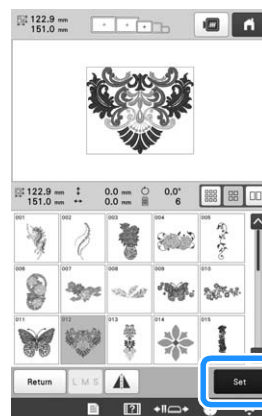 122.9 mm
151.0 mm
122.9 mm 0.0 mm 0.0°
151.0 mm 0.0 mm 6
001 002 003 004 005
006 007 008 009 010
011 012 013 014 015
Return L M S Set
[?]